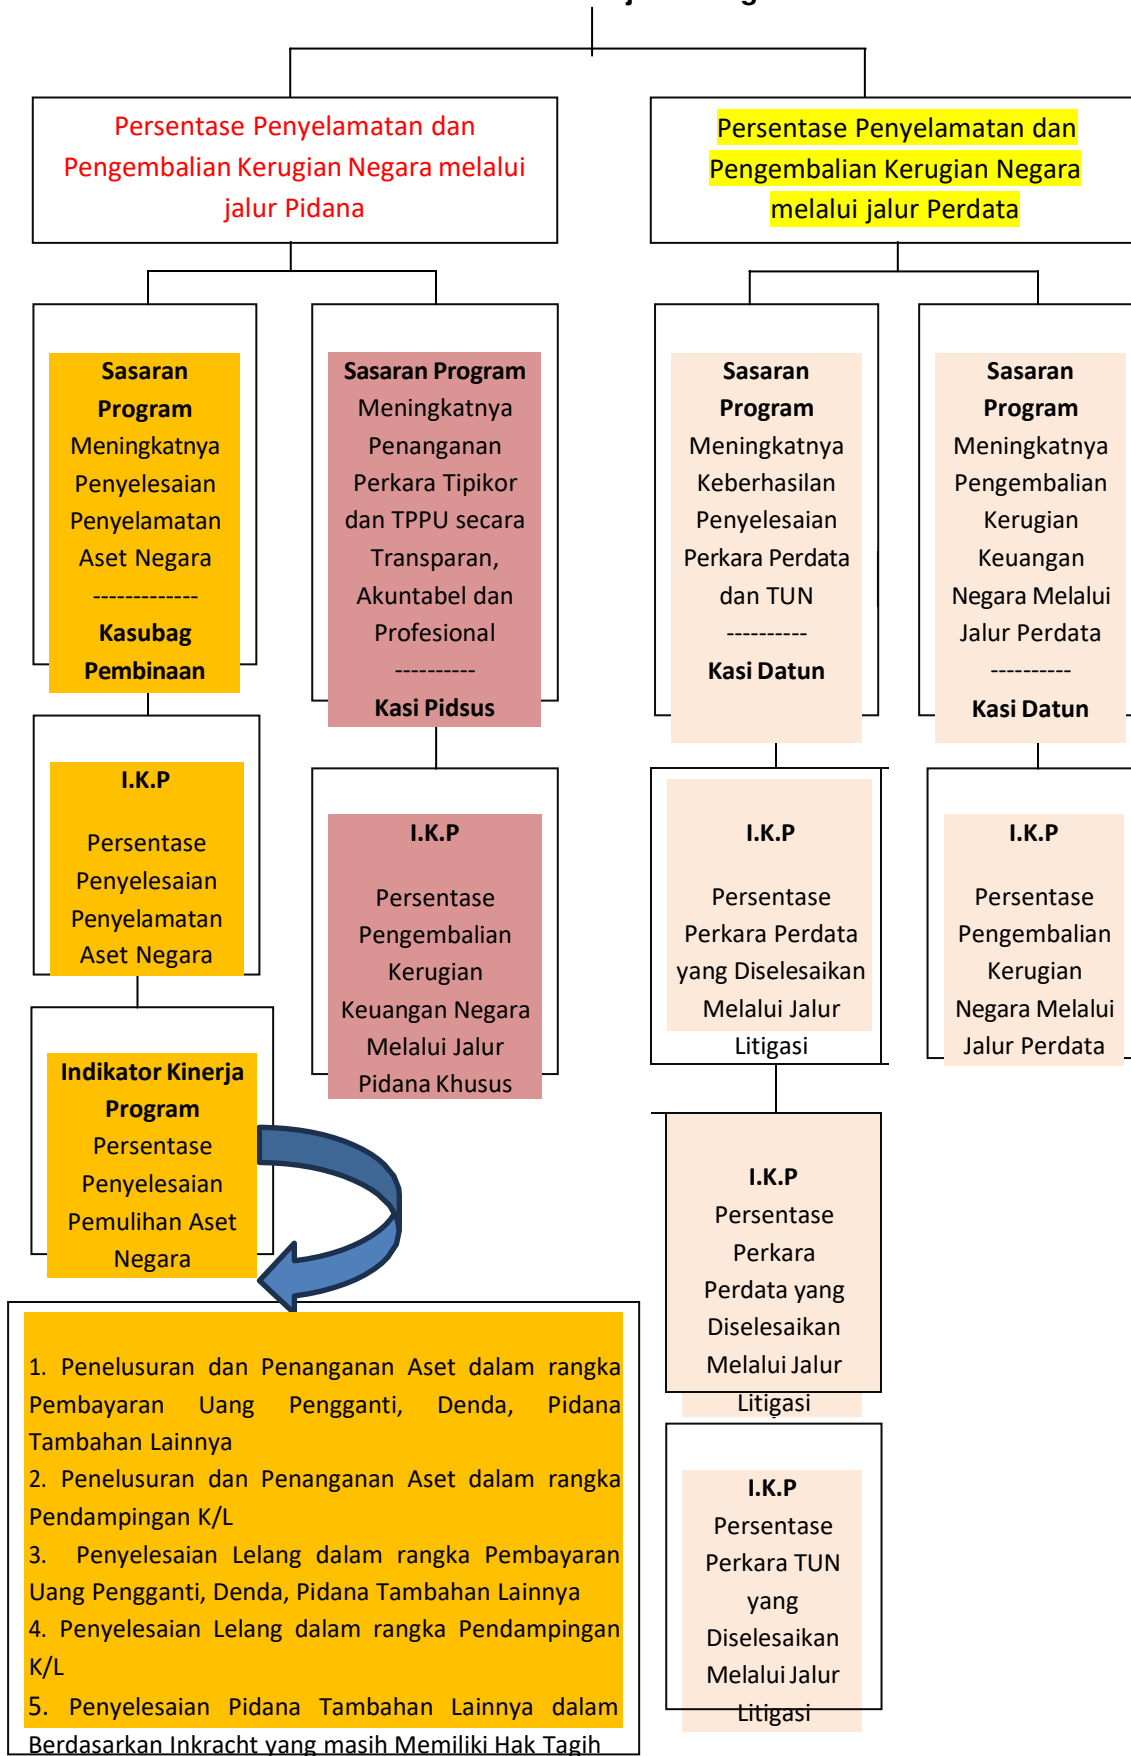 Persentase Penyelamatan dan
Pengembalian Kerugian Negara melalui
jalur Pidana
Persentase Penyelamatan dan
Pengembalian Kerugian Negara
melalui jalur Perdata
Sasaran
Program
Meningkatnya
Penyelesaian
Penyelamatan
Aset Negara
-------------
Kasubag
Pembinaan
Sasaran Program
Meningkatnya
Penanganan
Perkara Tipikor
dan TPPU secara
Transparan,
Akuntabel dan
Profesional
----------
Kasi Pidsus
Sasaran
Program
Meningkatnya
Keberhasilan
Penyelesaian
Perkara Perdata
dan TUN
----------
Kasi Datun
Sasaran
Program
Meningkatnya
Pengembalian
Kerugian
Keuangan
Negara Melalui
Jalur Perdata
----------
Kasi Datun
I.K.P
Persentase
Penyelesaian
Penyelamatan
Aset Negara
I.K.P
Persentase
Pengembalian
Kerugian
Keuangan Negara
Melalui Jalur
Pidana Khusus
I.K.P
Persentase
Perkara Perdata
yang Diselesaikan
Melalui Jalur
Litigasi
I.K.P
Persentase
Pengembalian
Kerugian
Negara Melalui
Jalur Perdata
Indikator Kinerja
Program
Persentase
Penyelesaian
Pemulihan Aset
Negara
I.K.P
Persentase
Perkara
Perdata yang
Diselesaikan
Melalui Jalur
Litigasi
1. Penelusuran dan Penanganan Aset dalam rangka
Pembayaran Uang Pengganti, Denda, Pidana
Tambahan Lainnya
2. Penelusuran dan Penanganan Aset dalam rangka
Pendampingan K/L
3. Penyelesaian Lelang dalam rangka Pembayaran
Uang Pengganti, Denda, Pidana Tambahan Lainnya
4. Penyelesaian Lelang dalam rangka Pendampingan
K/L
5. Penyelesaian Pidana Tambahan Lainnya dalam
Berdasarkan Inkracht yang masih Memiliki Hak Tagih
I.K.P
Persentase
Perkara TUN
yang
Diselesaikan
Melalui Jalur
Litigasi